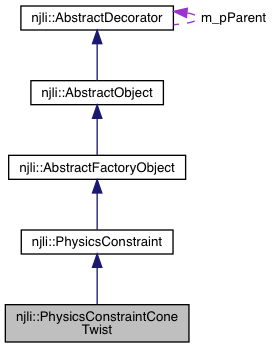 njli::AbstractDecorator
m_pParent
njli::AbstractObject
njli::AbstractFactoryObject
njli::PhysicsConstraint
njli::PhysicsConstraintCone
Twist